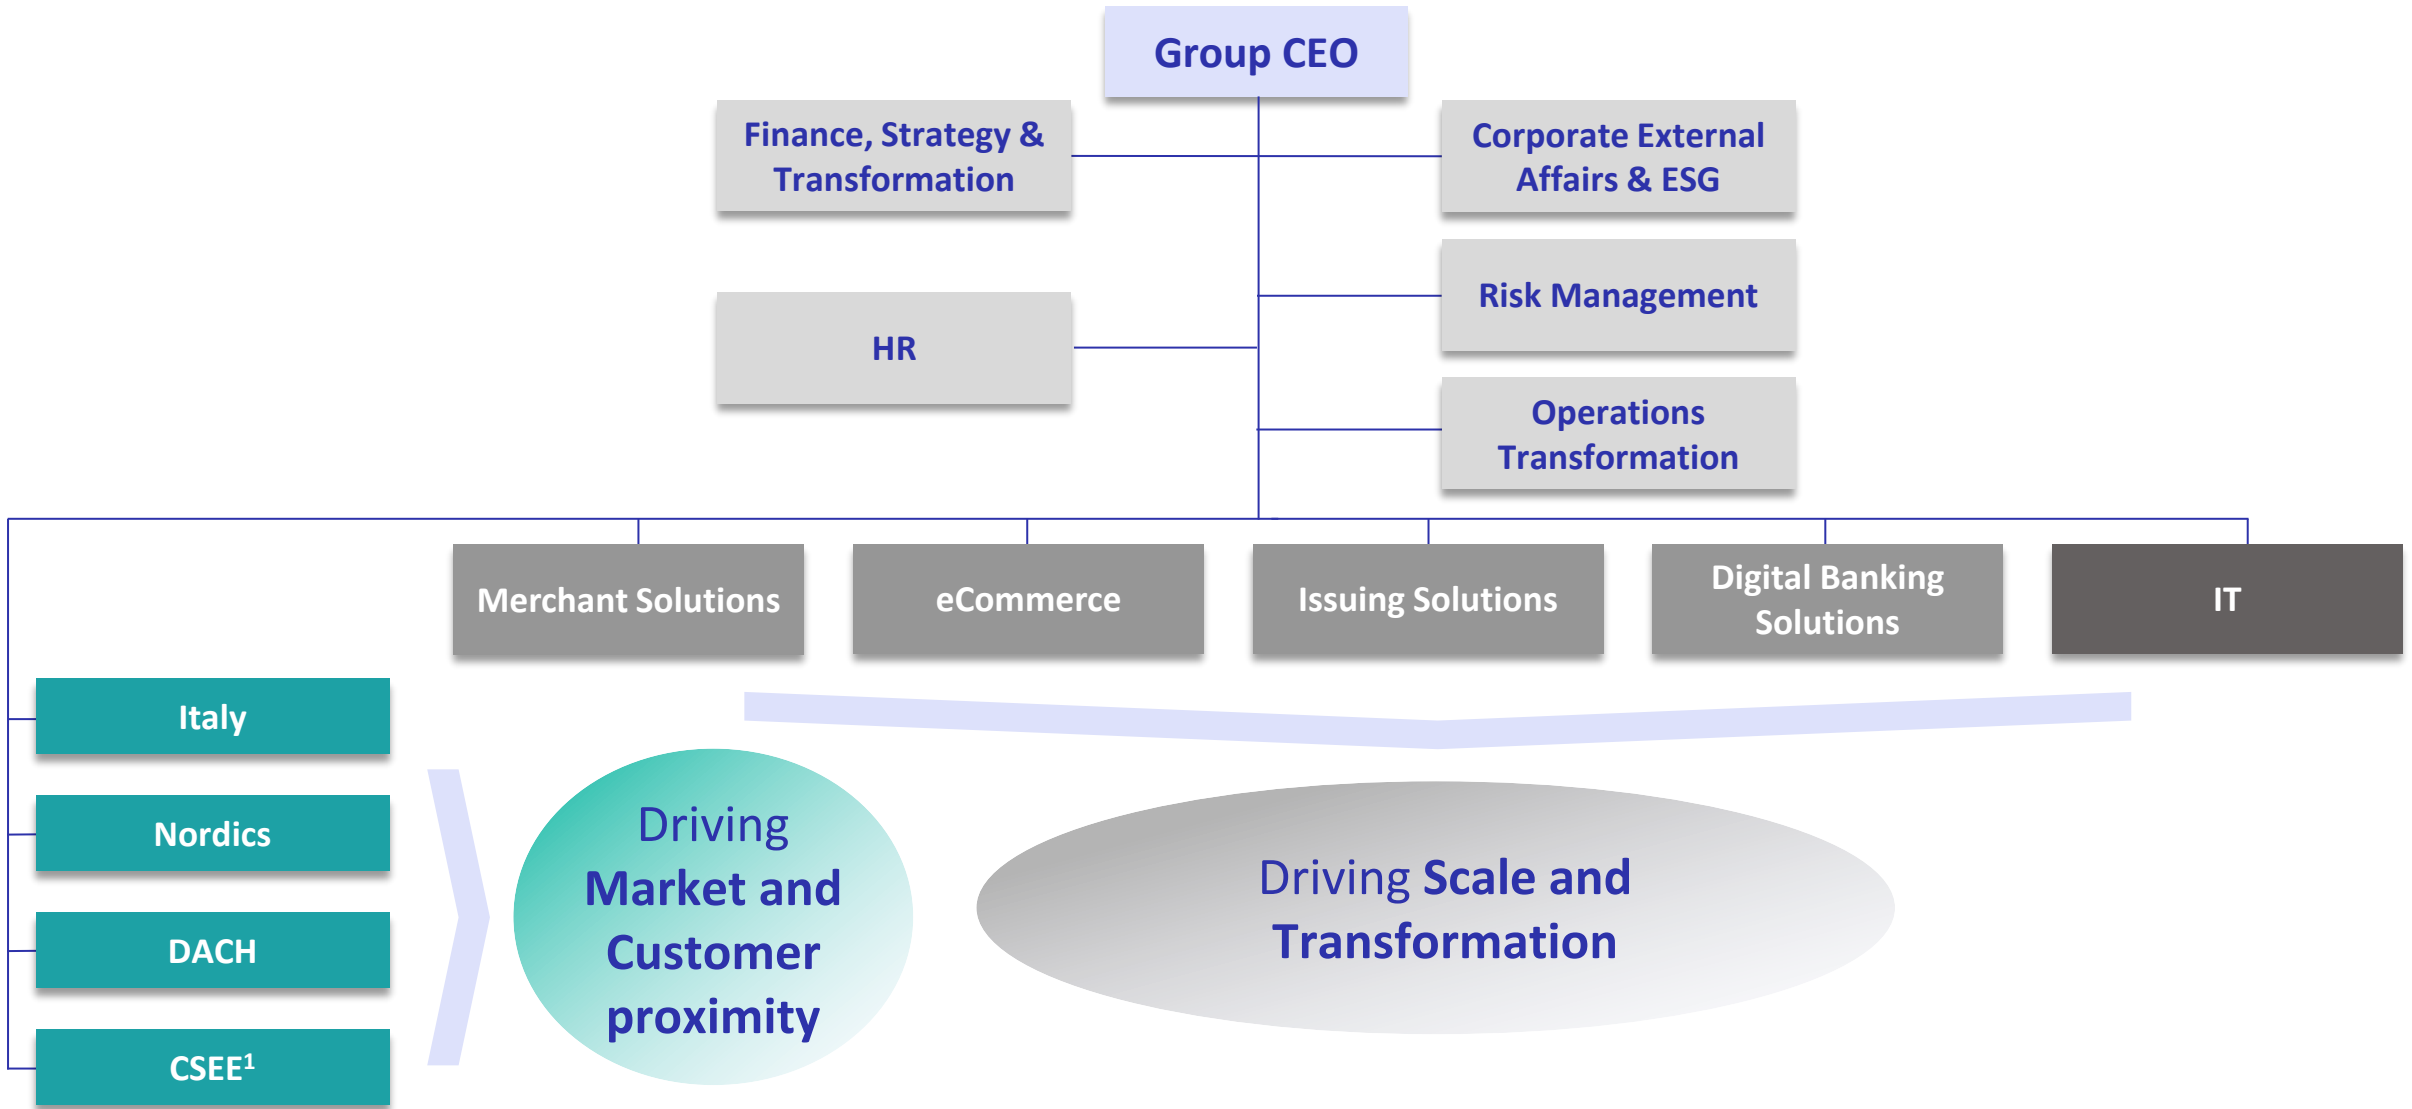 Group CEO
Finance, Strategy &
Transformation
Corporate External
Affairs & ESG
Risk Management
HR
Operations
Transformation
Merchant Solutions
eCommerce
Issuing Solutions
Digital Banking
Solutions
IT
Italy
Nordics
DACH
CSEE¹
Driving
Market and
Customer
proximity
Driving Scale and
Transformation